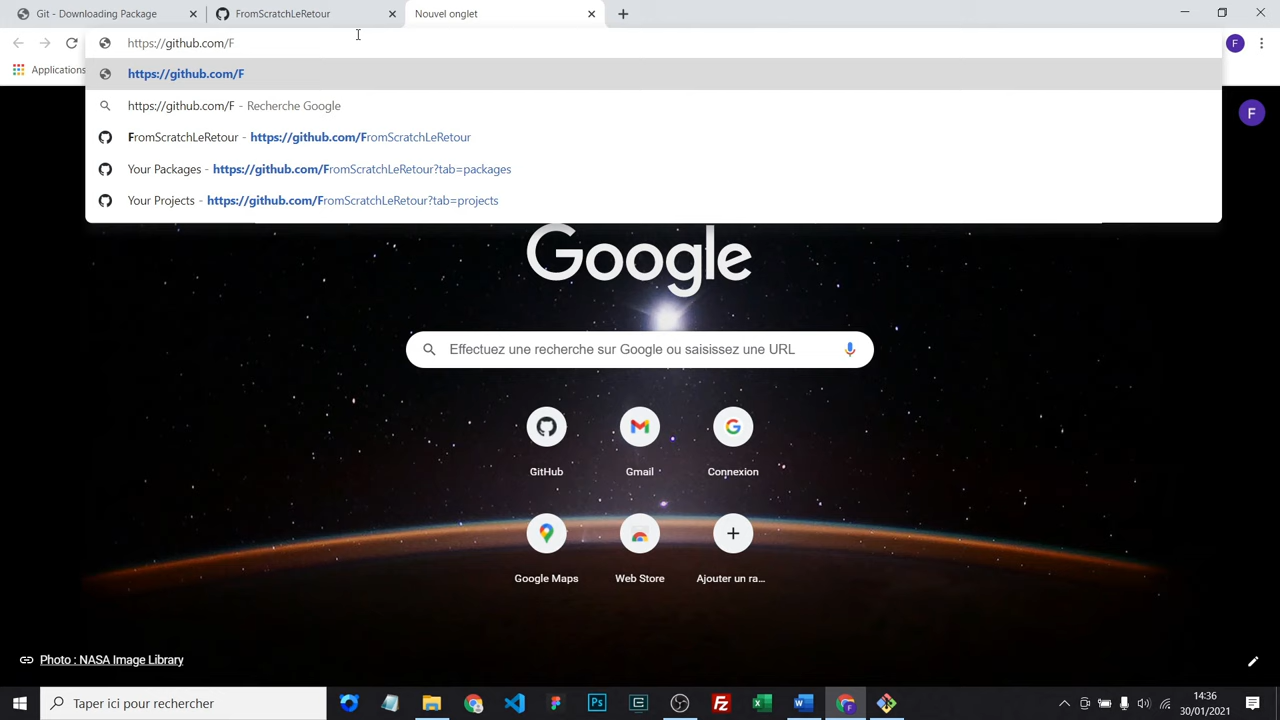 Git - Downloading Package
FromScratchLeRetour
Nouvel onglet
https://github.com/F
F
Applications
https://github.com/F
https://github.com/F - Recherche Google
FromScratchLeRetour - https://github.com/FromScratchLeRetour
Your Packages - https://github.com/FromScratchLeRetour?tab=packages
Your Projects - https://github.com/FromScratchLeRetour?tab=projects
F
Google
Effectuez une recherche sur Google ou saisissez une URL
GitHub
Gmail
Connexion
Google Maps
Web Store
Ajouter un ra...
Photo : NASA Image Library
Taper ici pour rechercher
14:36
30/01/2021